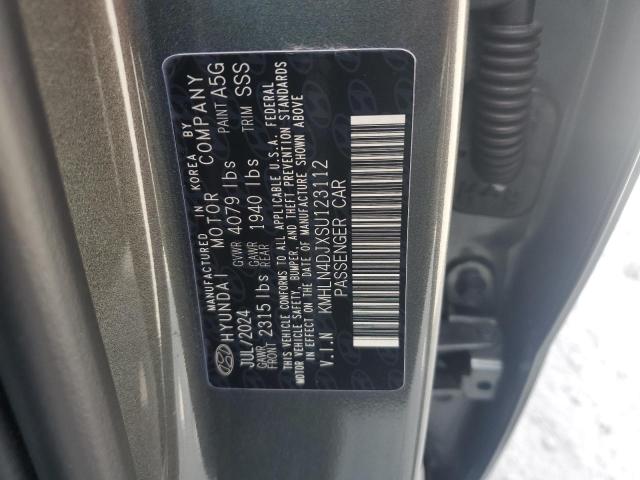 MANUFACTURED IN KOREA BY
HYUNDAI MOTOR COMPANY
JUL/2024 GVWR 4079 lbs PAINT A5G
GAWR FRONT 2315 lbs GAWR REAR 1940 lbs TRIM SSS
THIS VEHICLE CONFORMS TO ALL APPLICABLE U.S.A. FEDERAL
MOTOR VEHICLE SAFETY, BUMPER, AND THEFT PREVENTION STANDARDS
IN EFFECT ON THE DATE OF MANUFACTURE SHOWN ABOVE
V.I.N KMHLN4DJXSU123112
PASSENGER CAR